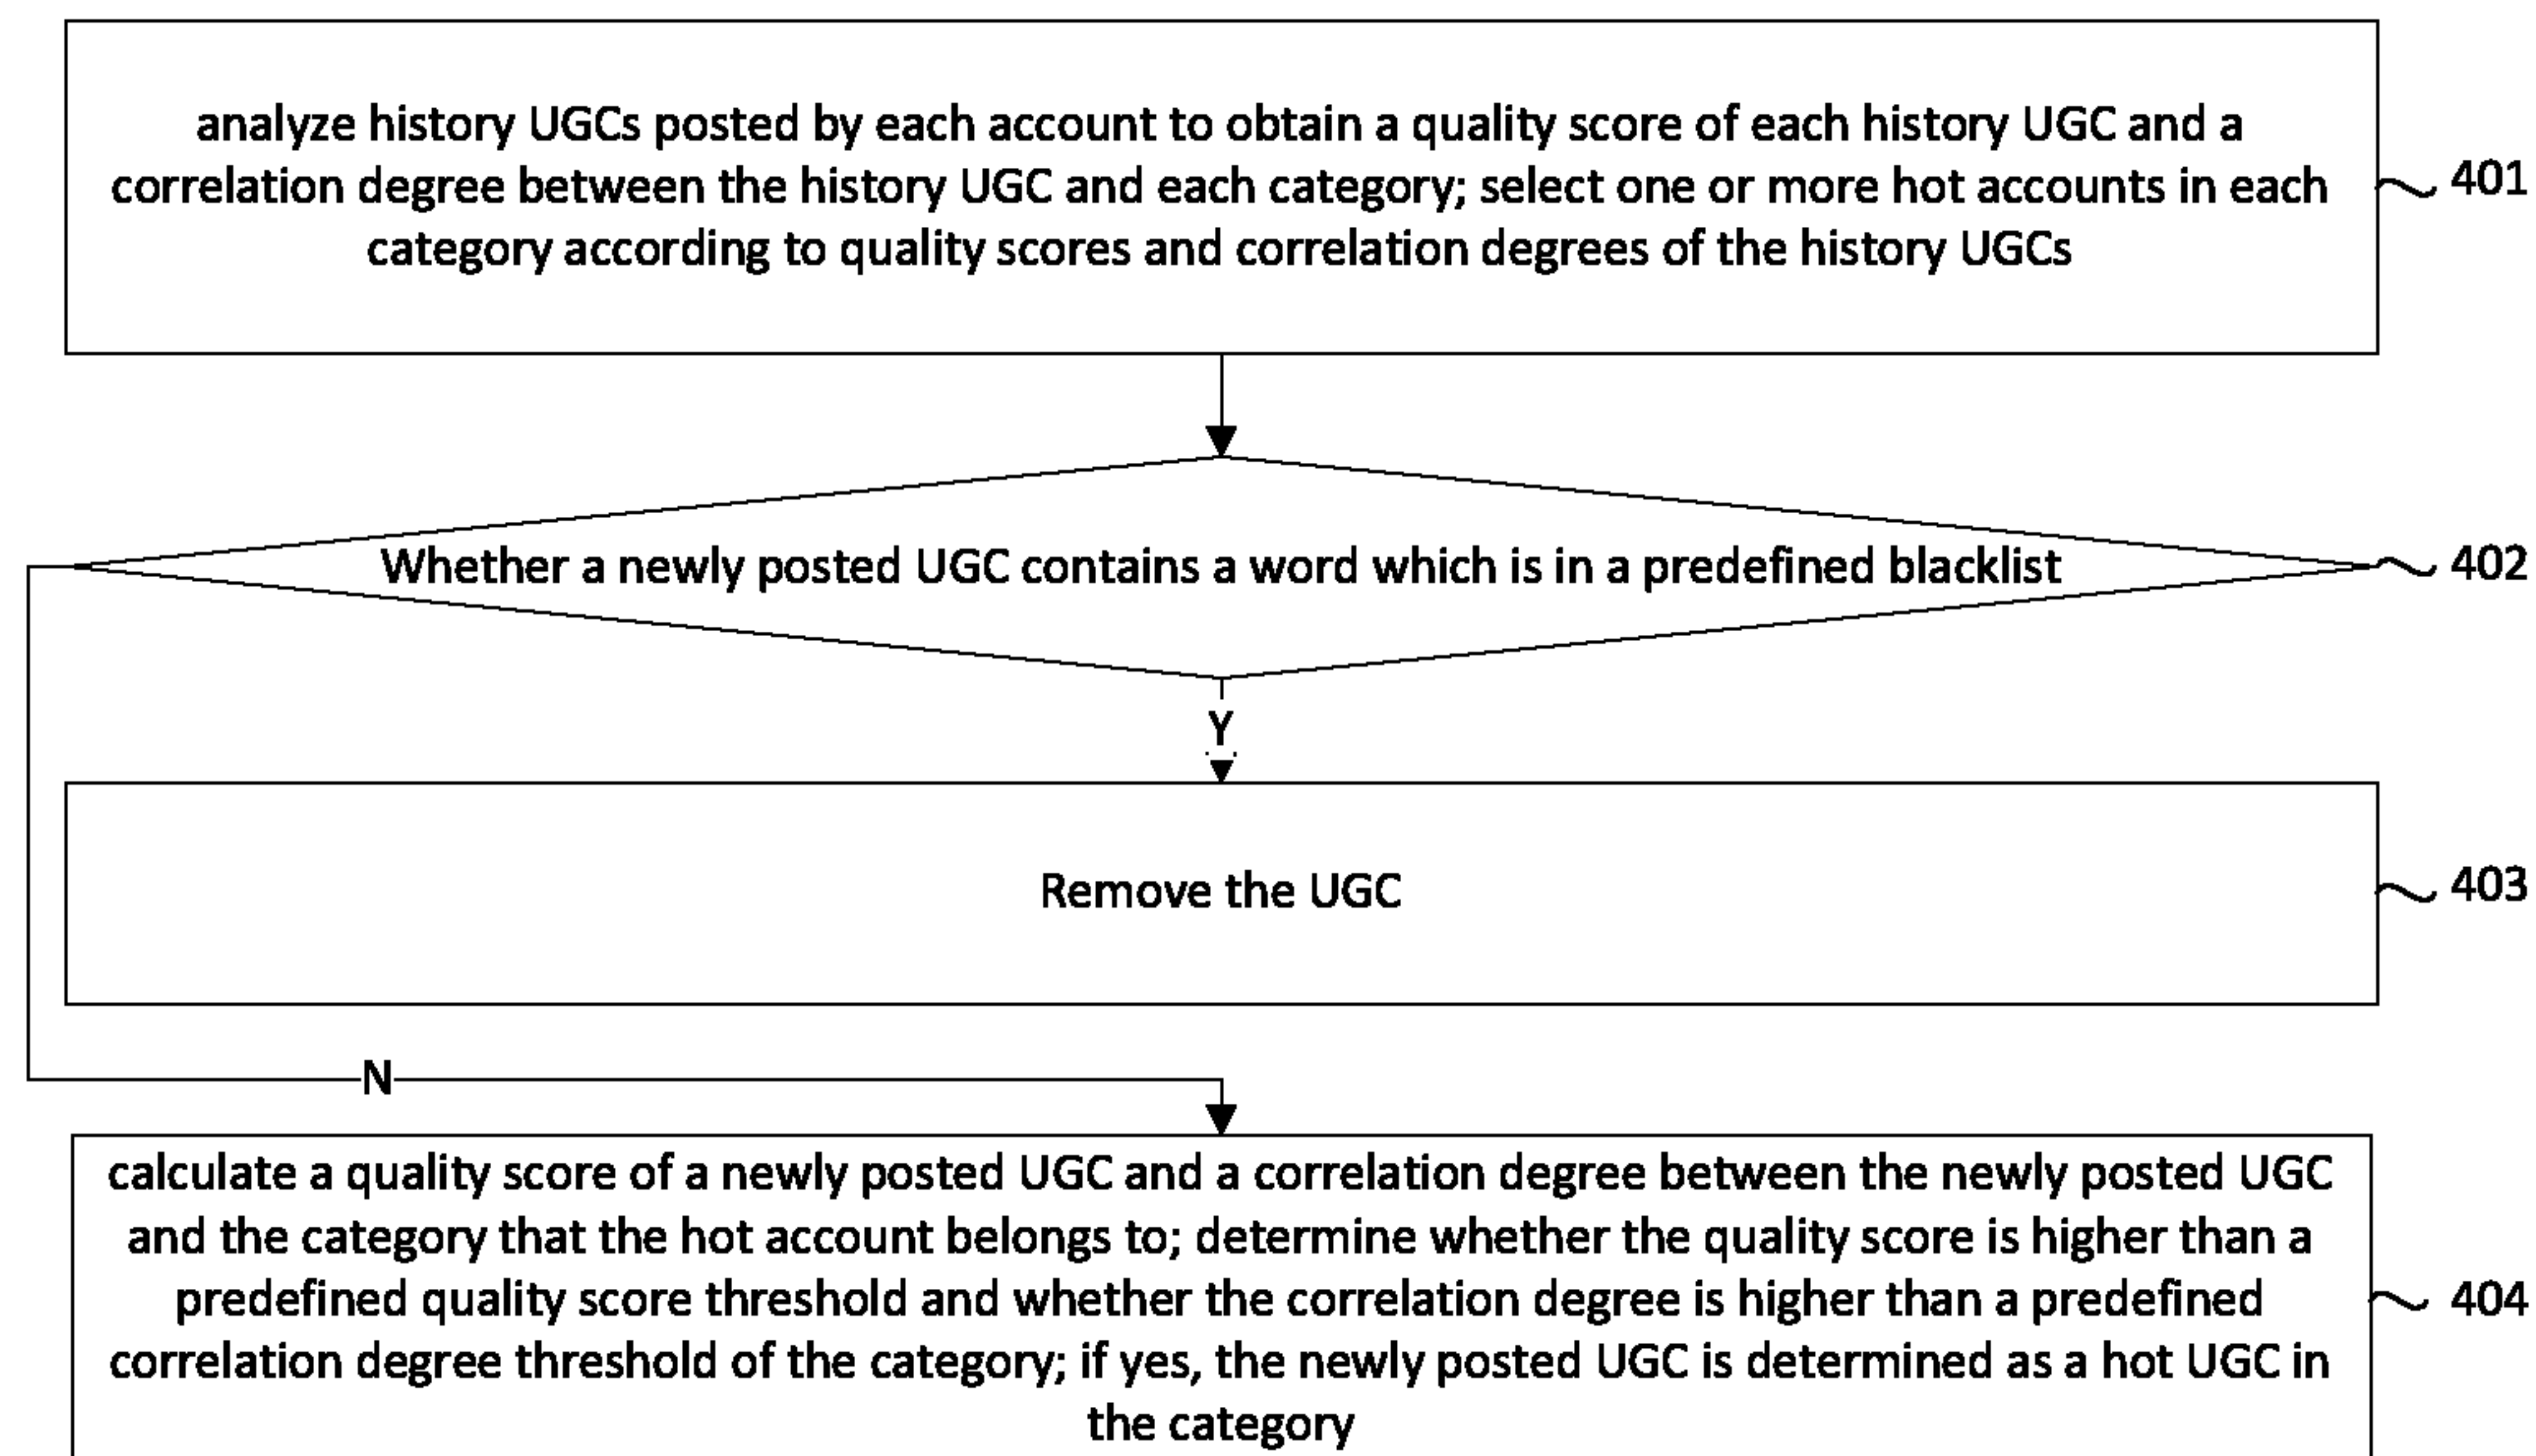 analyze history UGCs posted by each account to obtain a quality score of each history UGC and a
correlation degree between the history UGC and each category; select one or more hot accounts in each
category according to quality scores and correlation degrees of the history UGCs
401
Whether a newly posted UGC contains a word which is in a predefined blacklist
402
Y
Remove the UGC
403
N
calculate a quality score of a newly posted UGC and a correlation degree between the newly posted UGC
and the category that the hot account belongs to; determine whether the quality score is higher than a
predefined quality score threshold and whether the correlation degree is higher than a predefined
correlation degree threshold of the category; if yes, the newly posted UGC is determined as a hot UGC in
the category
404